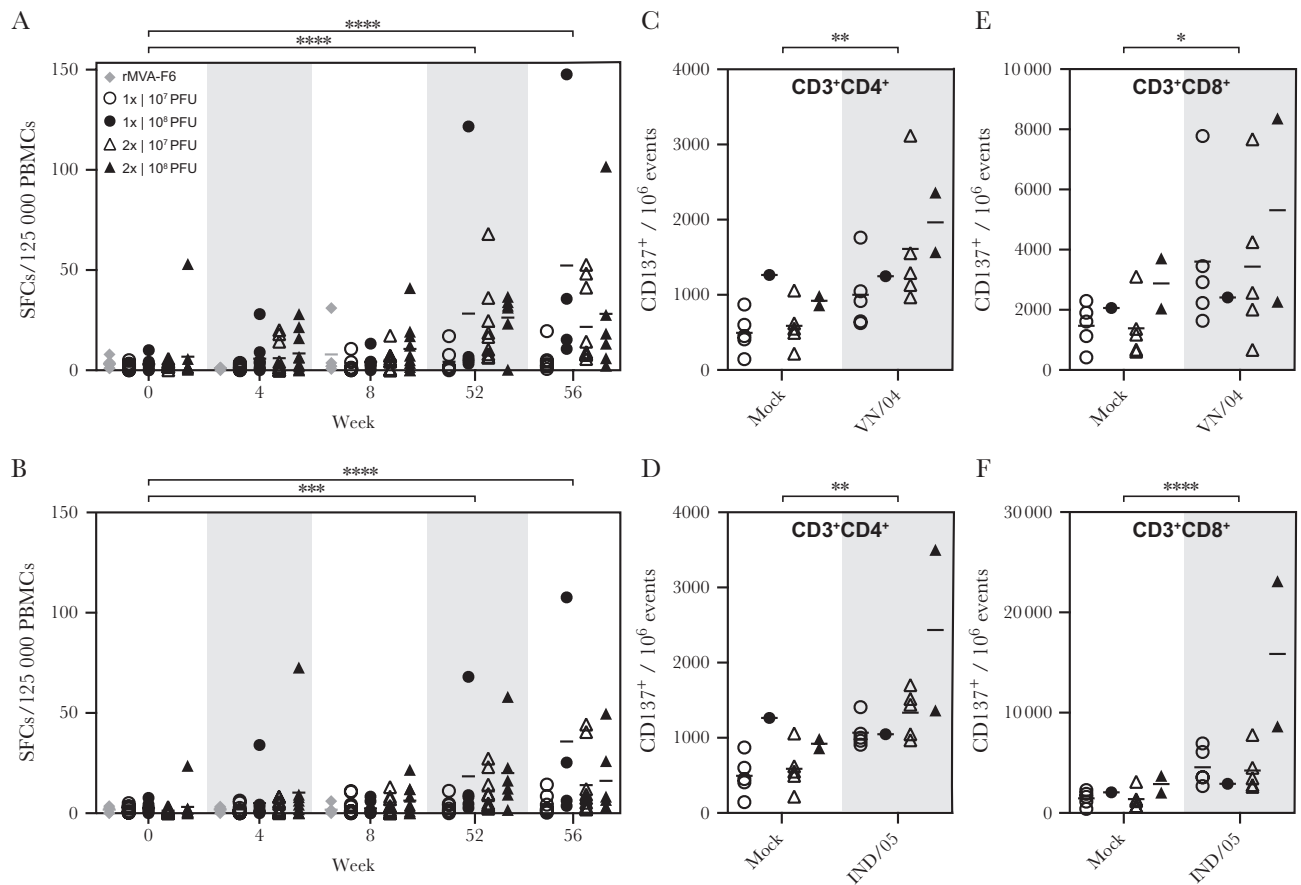 A
****
****
SFCs/125 000 PBMCs
150
100
50
0
rMVA-F6
1x | 10⁷ PFU
1x | 10⁸ PFU
2x | 10⁷ PFU
2x | 10⁸ PFU
0 4 8 52 56
Week
C
**
CD3⁺CD4⁺
CD137⁺ / 10⁶ events
4000
3000
2000
1000
0
Mock VN/04
E
*
CD3⁺CD8⁺
CD137⁺ / 10⁶ events
10 000
8000
6000
4000
2000
0
Mock VN/04
B
****
***
SFCs/125 000 PBMCs
150
100
50
0
0 4 8 52 56
Week
D
**
CD3⁺CD4⁺
CD137⁺ / 10⁶ events
4000
3000
2000
1000
0
Mock IND/05
F
****
CD3⁺CD8⁺
CD137⁺ / 10⁶ events
30 000
20 000
10 000
0
Mock IND/05